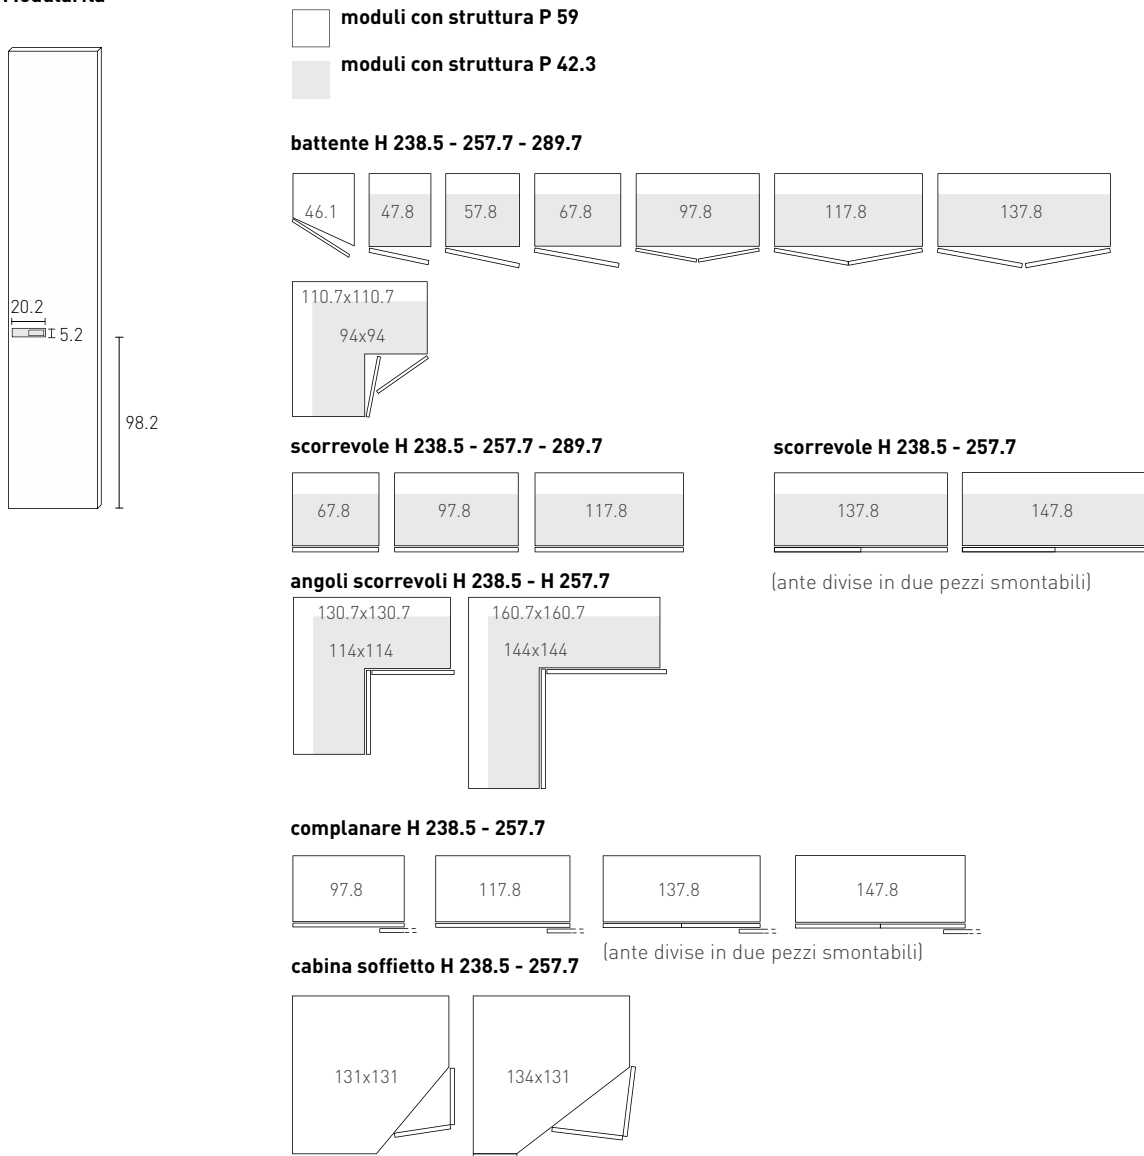 moduli con struttura P 59
moduli con struttura P 42.3
battente H 238.5 - 257.7 - 289.7
46.1 47.8 57.8 67.8 97.8 117.8 137.8
110.7x110.7
94x94
20.2
5.2
98.2
scorrevole H 238.5 - 257.7 - 289.7
67.8 97.8 117.8
scorrevole H 238.5 - 257.7
137.8 147.8
(ante divise in due pezzi smontabili)
angoli scorrevoli H 238.5 - H 257.7
130.7x130.7
114x114
160.7x160.7
144x144
complanare H 238.5 - 257.7
97.8 117.8 137.8 147.8
(ante divise in due pezzi smontabili)
cabina soffietto H 238.5 - 257.7
131x131 134x131